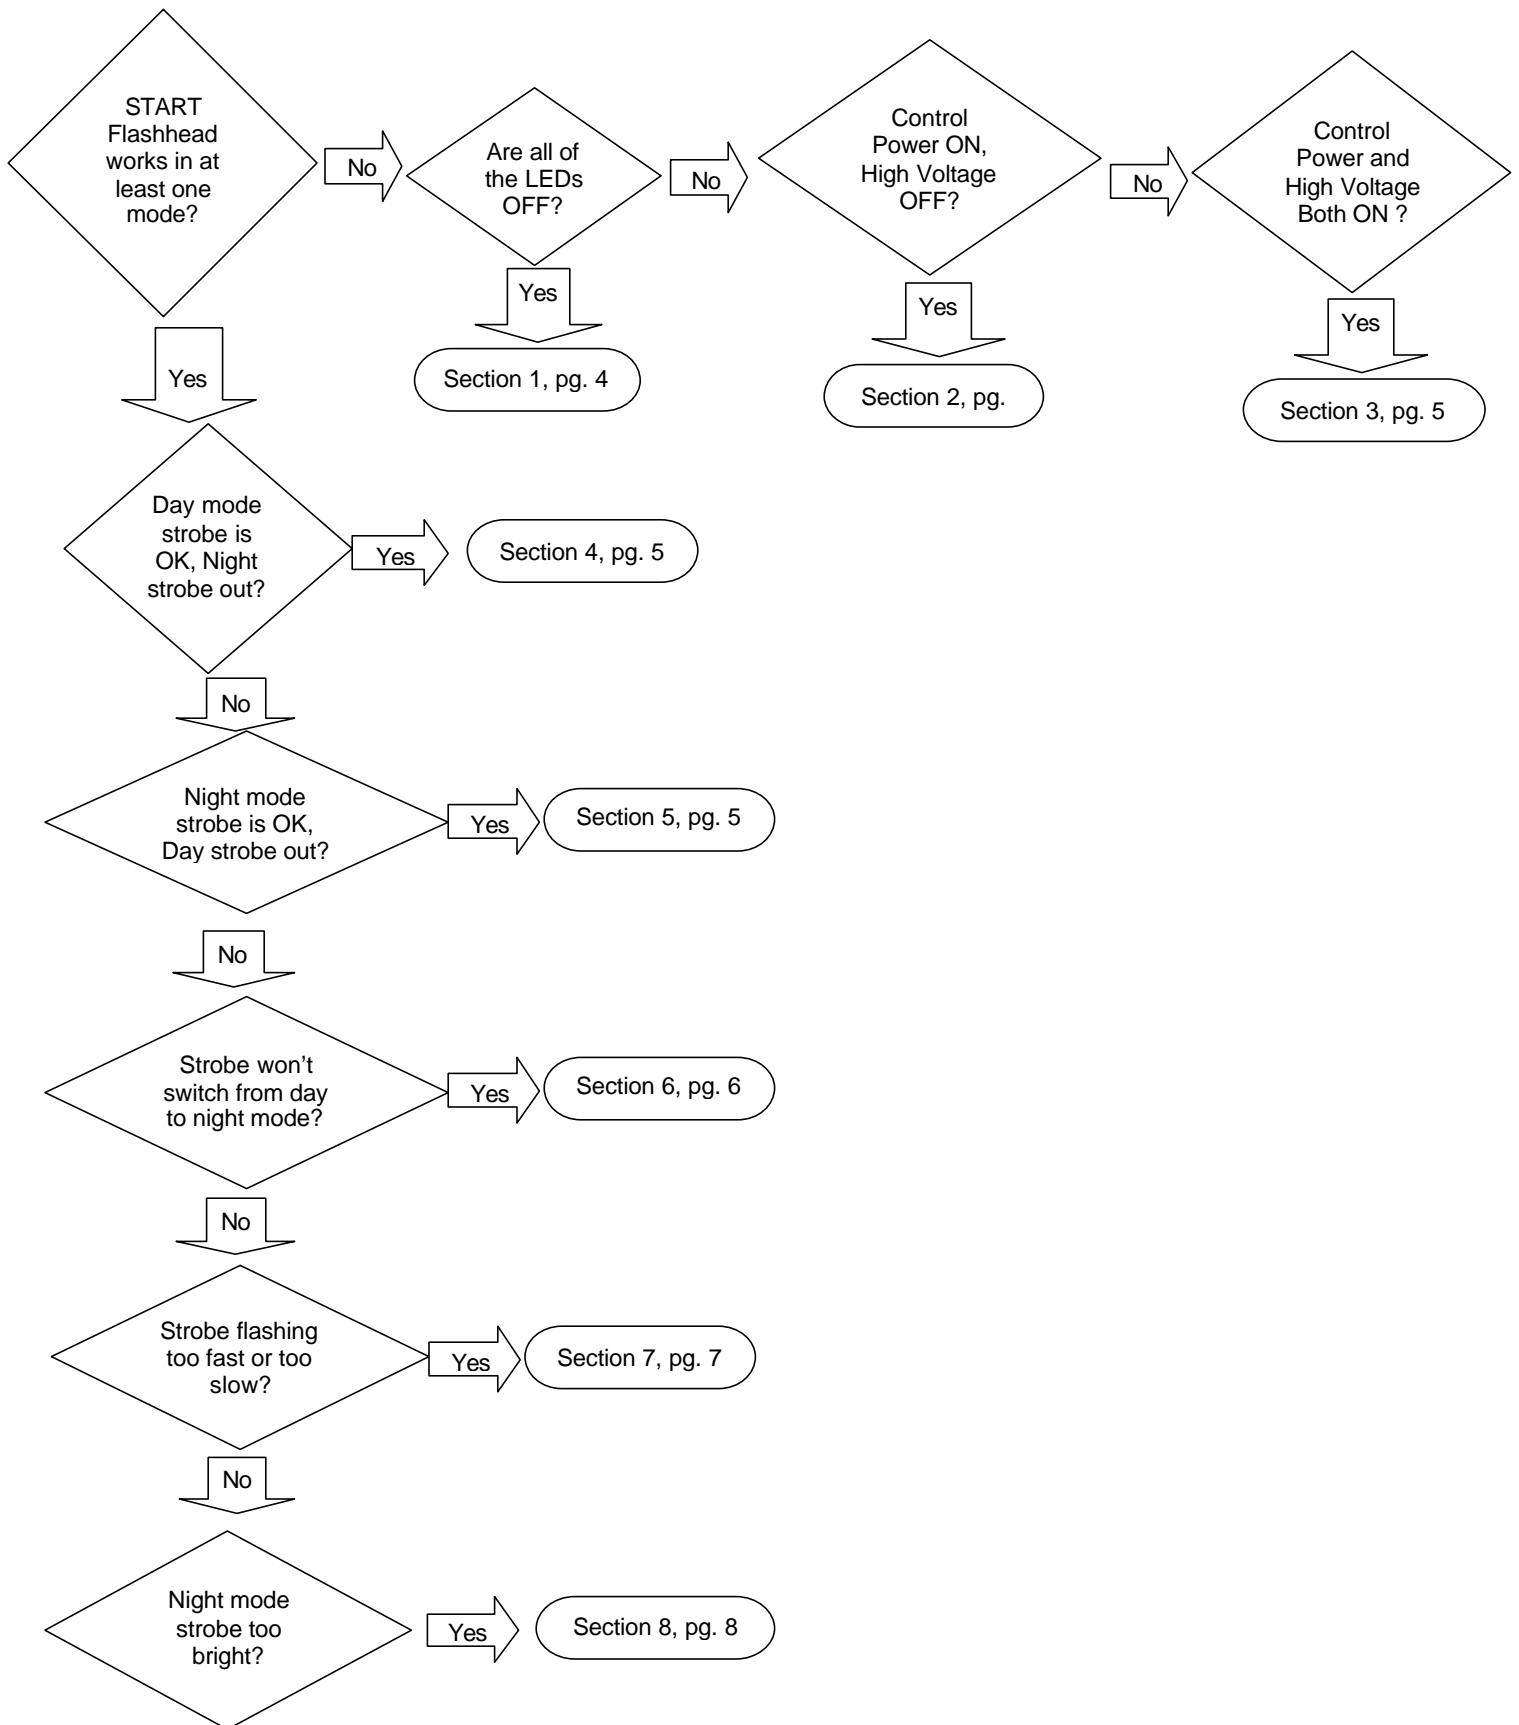 START
Flashhead
works in at
least one
mode?
No
Are all of
the LEDs
OFF?
No
Control
Power ON,
High Voltage
OFF?
No
Control
Power and
High Voltage
Both ON ?
Yes
Section 1, pg. 4
Yes
Section 2, pg.
Yes
Section 3, pg. 5
Yes
Day mode
strobe is
OK, Night
strobe out?
Yes
Section 4, pg. 5
No
Night mode
strobe is OK,
Day strobe out?
Yes
Section 5, pg. 5
No
Strobe won’t
switch from day
to night mode?
Yes
Section 6, pg. 6
No
Strobe flashing
too fast or too
slow?
Yes
Section 7, pg. 7
No
Night mode
strobe too
bright?
Yes
Section 8, pg. 8